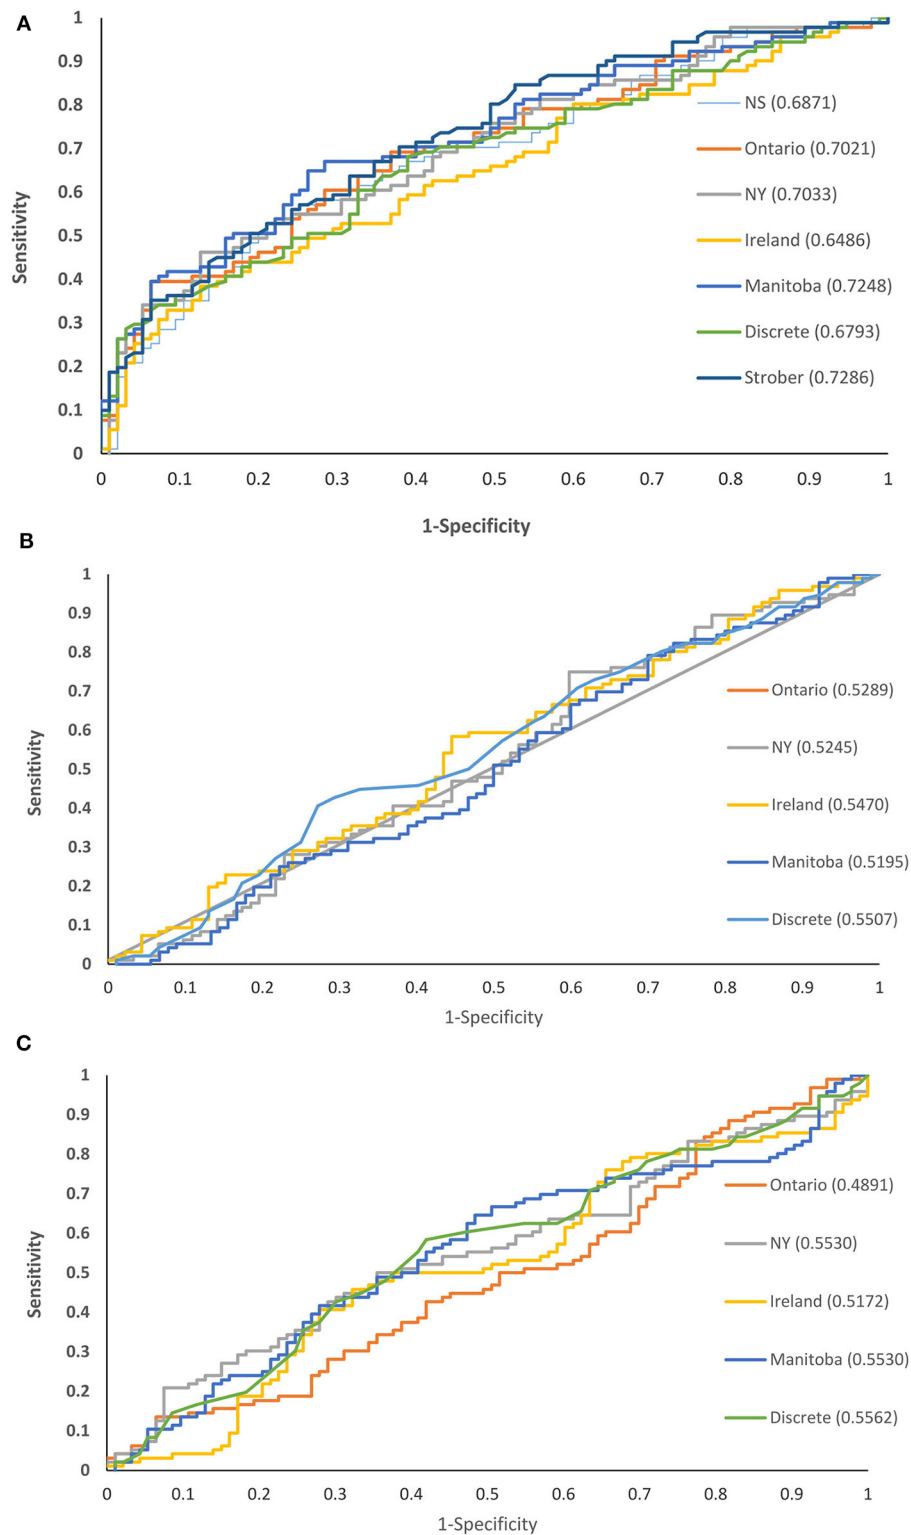 A
1
0.9
0.8
0.7
0.6
0.5
0.4
0.3
0.2
0.1
0
Sensitivity
NS (0.6871)
Ontario (0.7021)
NY (0.7033)
Ireland (0.6486)
Manitoba (0.7248)
Discrete (0.6793)
Strober (0.7286)
0 0.1 0.2 0.3 0.4 0.5 0.6 0.7 0.8 0.9 1
1-Specificity
B
1
0.9
0.8
0.7
0.6
0.5
0.4
0.3
0.2
0.1
0
Sensitivity
Ontario (0.5289)
NY (0.5245)
Ireland (0.5470)
Manitoba (0.5195)
Discrete (0.5507)
0 0.1 0.2 0.3 0.4 0.5 0.6 0.7 0.8 0.9 1
1-Specificity
C
1
0.9
0.8
0.7
0.6
0.5
0.4
0.3
0.2
0.1
0
Sensitivity
Ontario (0.4891)
NY (0.5530)
Ireland (0.5172)
Manitoba (0.5530)
Discrete (0.5562)
0 0.1 0.2 0.3 0.4 0.5 0.6 0.7 0.8 0.9 1
1-Specificity